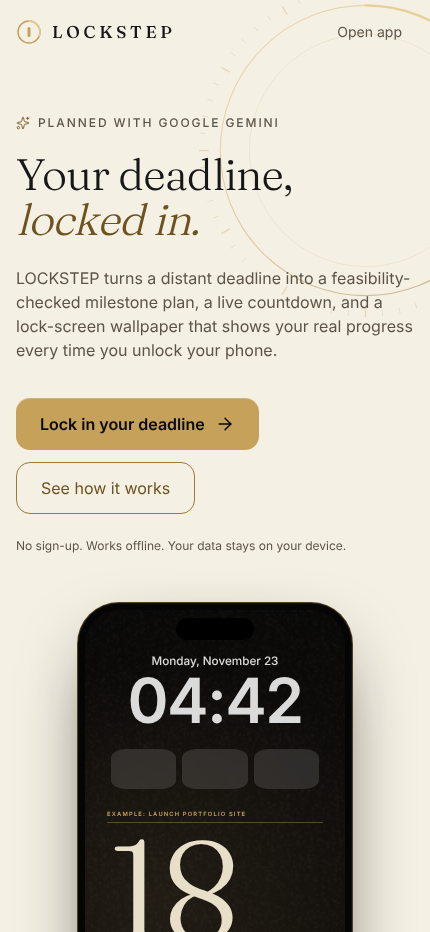 LOCKSTEP
Open app
PLANNED WITH GOOGLE GEMINI
Your deadline,
locked in.
LOCKSTEP turns a distant deadline into a feasibility-
checked milestone plan, a live countdown, and a
lock-screen wallpaper that shows your real progress
every time you unlock your phone.
Lock in your deadline
See how it works
No sign-up. Works offline. Your data stays on your device.
Monday, November 23
04:42
EXAMPLE: LAUNCH PORTFOLIO SITE
18